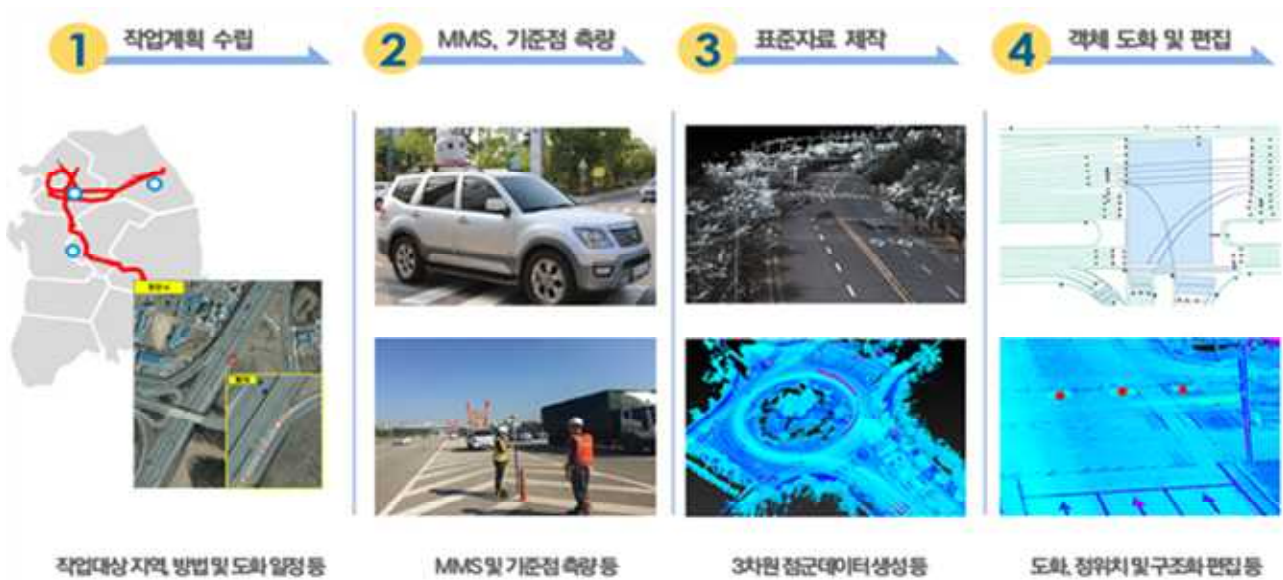 1 작업계획 수립
2 MMS, 기준점 측량
3 표준자료 제작
4 객체 도화 및 편집
작업대상 지역, 방법 및 도화 일정 등
MMS 및 기준점 측량 등
3차원 점군데이터 생성 등
도화, 정위치 및 구조화 편집 등